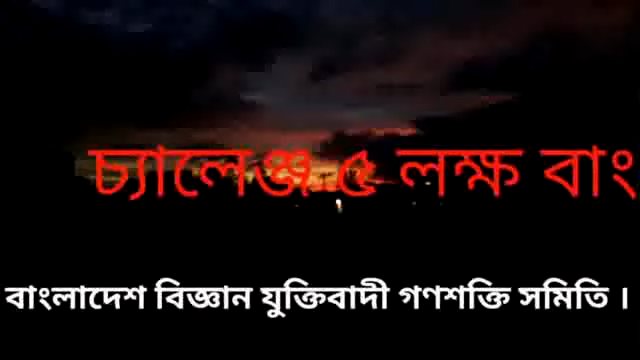 চ্যালেঞ্জ ৫ লক্ষ বাং
বাংলাদেশ বিজ্ঞান যুক্তিবাদী গণশক্তি সমিতি ।